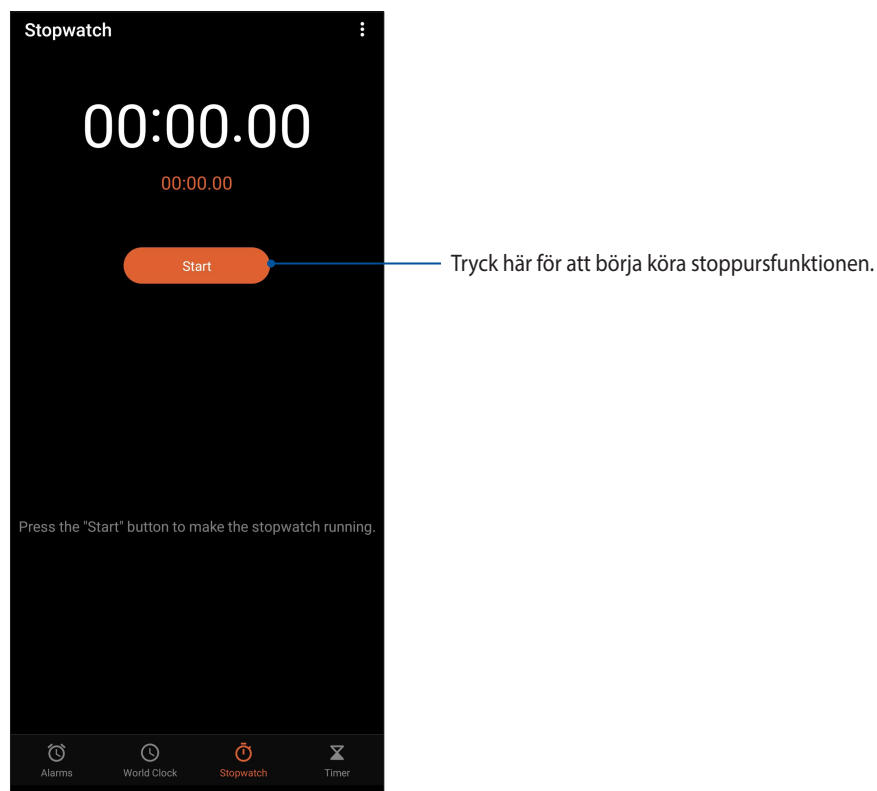 Stopwatch
00:00.00
00:00.00
Start
Tryck här för att börja köra stoppursfunktionen.
Press the "Start" button to make the stopwatch running.
Alarms
World Clock
Stopwatch
Timer